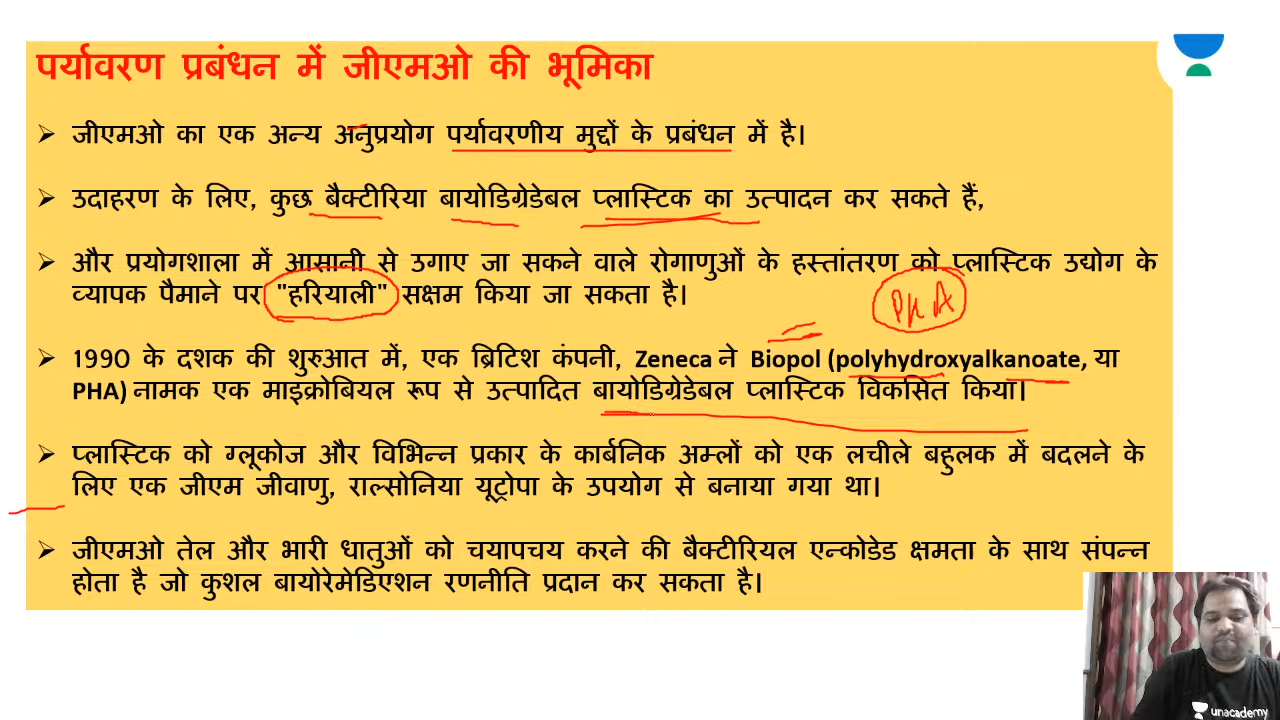 पर्यावरण प्रबंधन में जीएमओ की भूमिका
➢ जीएमओ का एक अन्य अनुप्रयोग पर्यावरणीय मुद्दों के प्रबंधन में है।
➢ उदाहरण के लिए, कुछ बैक्टीरिया बायोडिग्रेडेबल प्लास्टिक का उत्पादन कर सकते हैं,
➢ और प्रयोगशाला में आसानी से उगाए जा सकने वाले रोगाणुओं के हस्तांतरण को प्लास्टिक उद्योग के
व्यापक पैमाने पर "हरियाली" सक्षम किया जा सकता है।
PHA
➢ 1990 के दशक की शुरुआत में, एक ब्रिटिश कंपनी, Zeneca ने Biopol (polyhydroxyalkanoate, या
PHA) नामक एक माइक्रोबियल रूप से उत्पादित बायोडिग्रेडेबल प्लास्टिक विकसित किया।
➢ प्लास्टिक को ग्लूकोज और विभिन्न प्रकार के कार्बनिक अम्लों को एक लचीले बहुलक में बदलने के
लिए एक जीएम जीवाणु, राल्सोनिया यूट्रोपा के उपयोग से बनाया गया था।
➢ जीएमओ तेल और भारी धातुओं को चयापचय करने की बैक्टीरियल एन्कोडेड क्षमता के साथ संपन्न
होता है जो कुशल बायोरेमेडिएशन रणनीति प्रदान कर सकता है।
unacademy